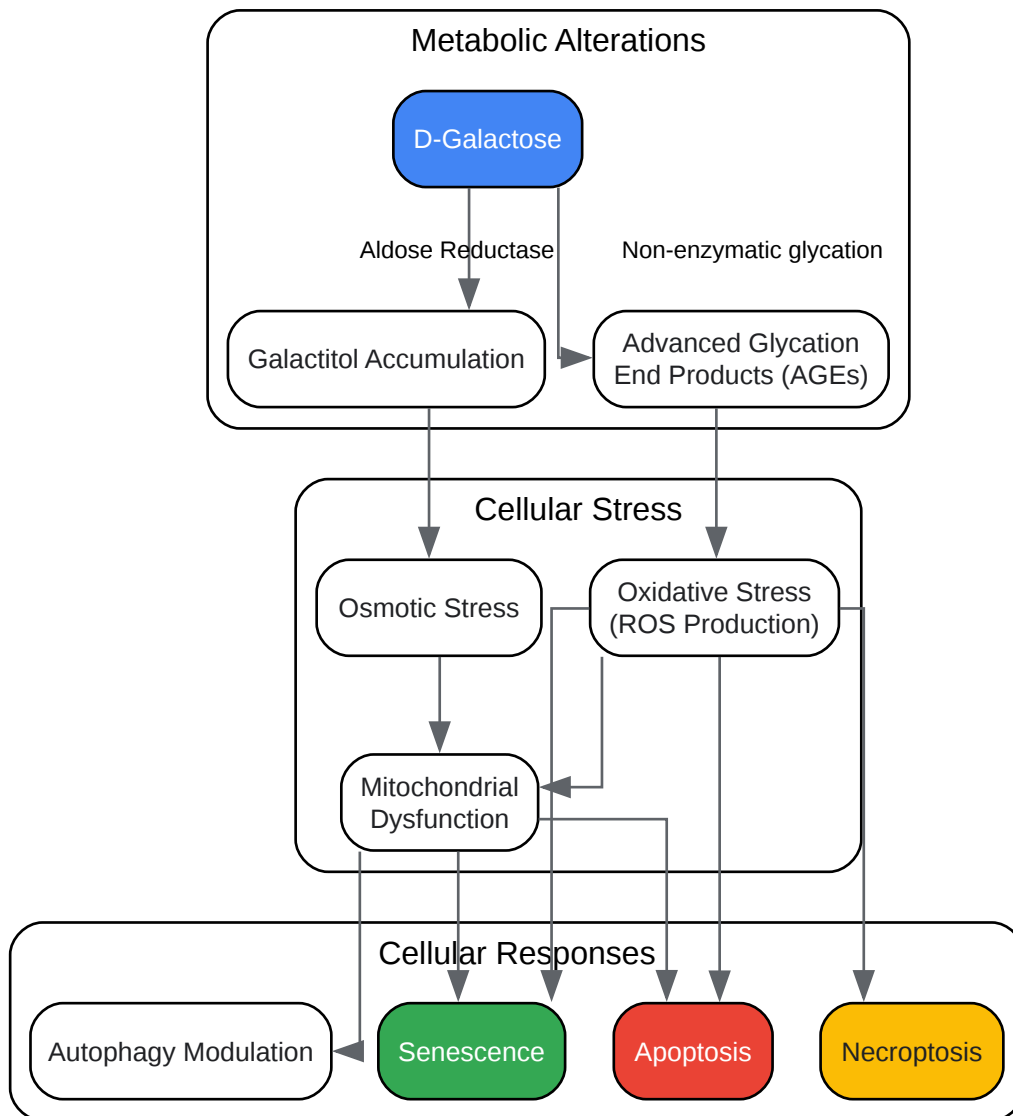 Metabolic Alterations
D-Galactose
Aldose Reductase
Non-enzymatic glycation
Galactitol Accumulation
Advanced Glycation
End Products (AGEs)
Cellular Stress
Osmotic Stress
Oxidative Stress
(ROS Production)
Mitochondrial
Dysfunction
Cellular Responses
Autophagy Modulation
Senescence
Apoptosis
Necroptosis